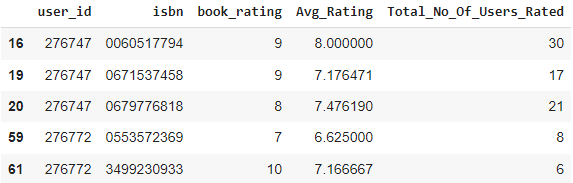 user_id isbn book_rating Avg_Rating Total_No_Of_Users_Rated
16 276747 0060517794 9 8.000000 30
19 276747 0671537458 9 7.176471 17
20 276747 0679776818 8 7.476190 21
59 276772 0553572369 7 6.625000 8
61 276772 3499230933 10 7.166667 6